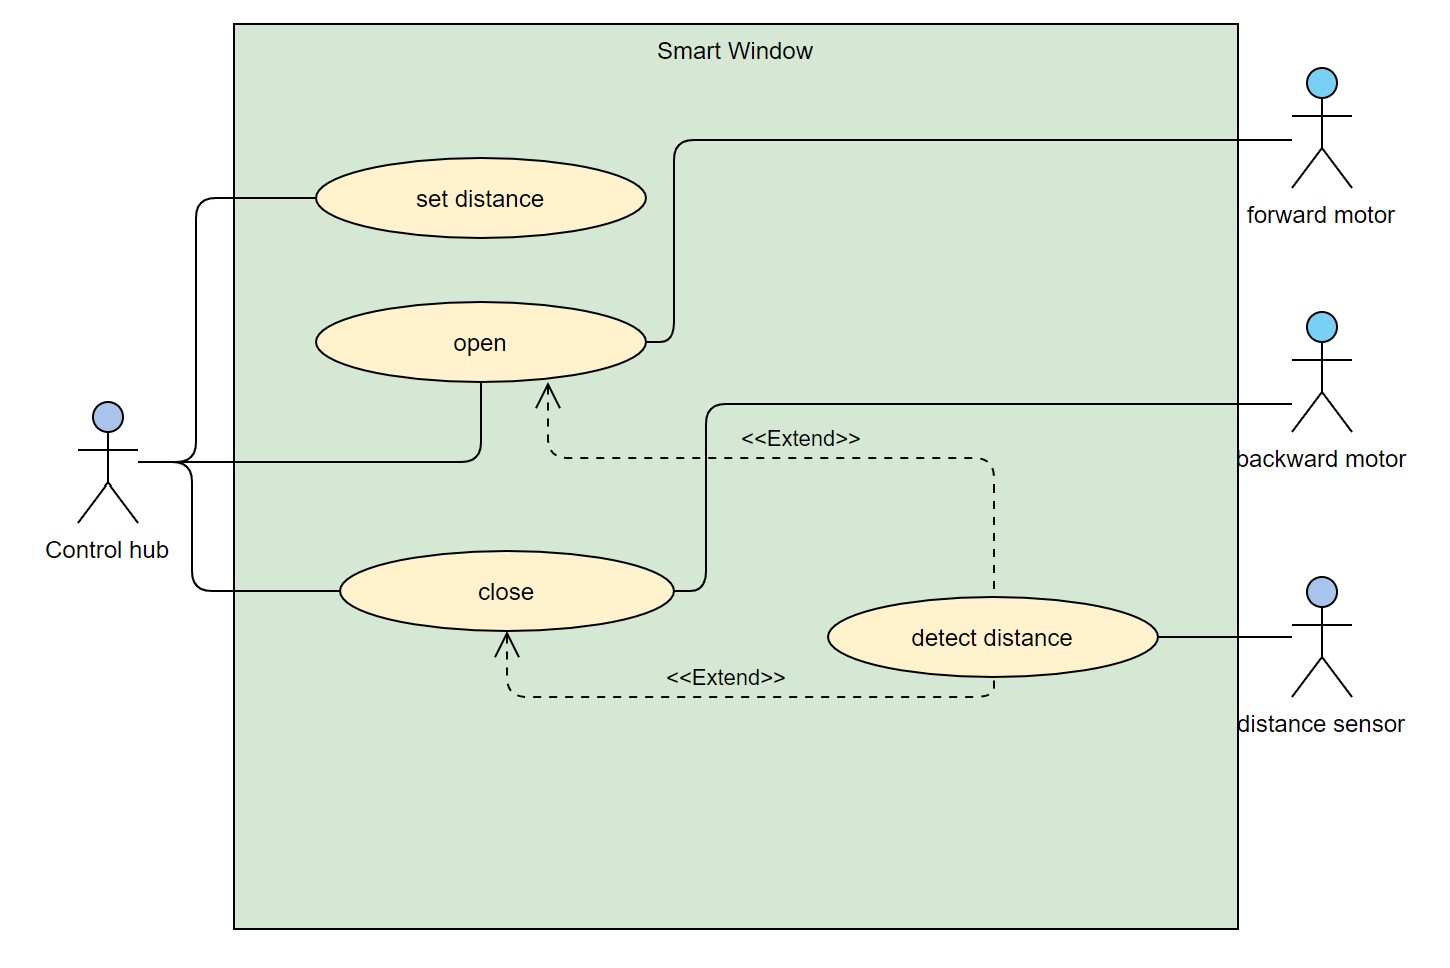 Smart Window
set distance
forward motor
open
<<Extend>>
backward motor
Control hub
close
detect distance
<<Extend>>
distance sensor